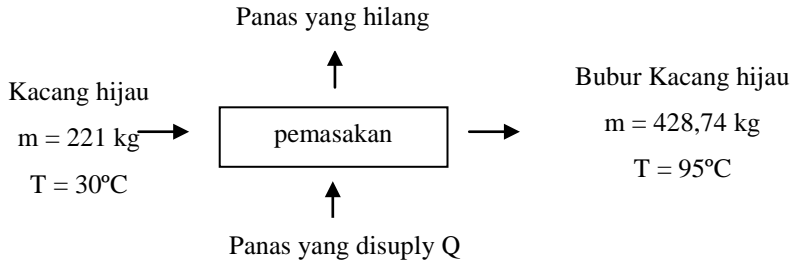 Panas yang hilang
Kacang hijau
m = 221 kg
T = 30ºC
pemasakan
Bubur Kacang hijau
m = 428,74 kg
T = 95ºC
Panas yang disuply Q